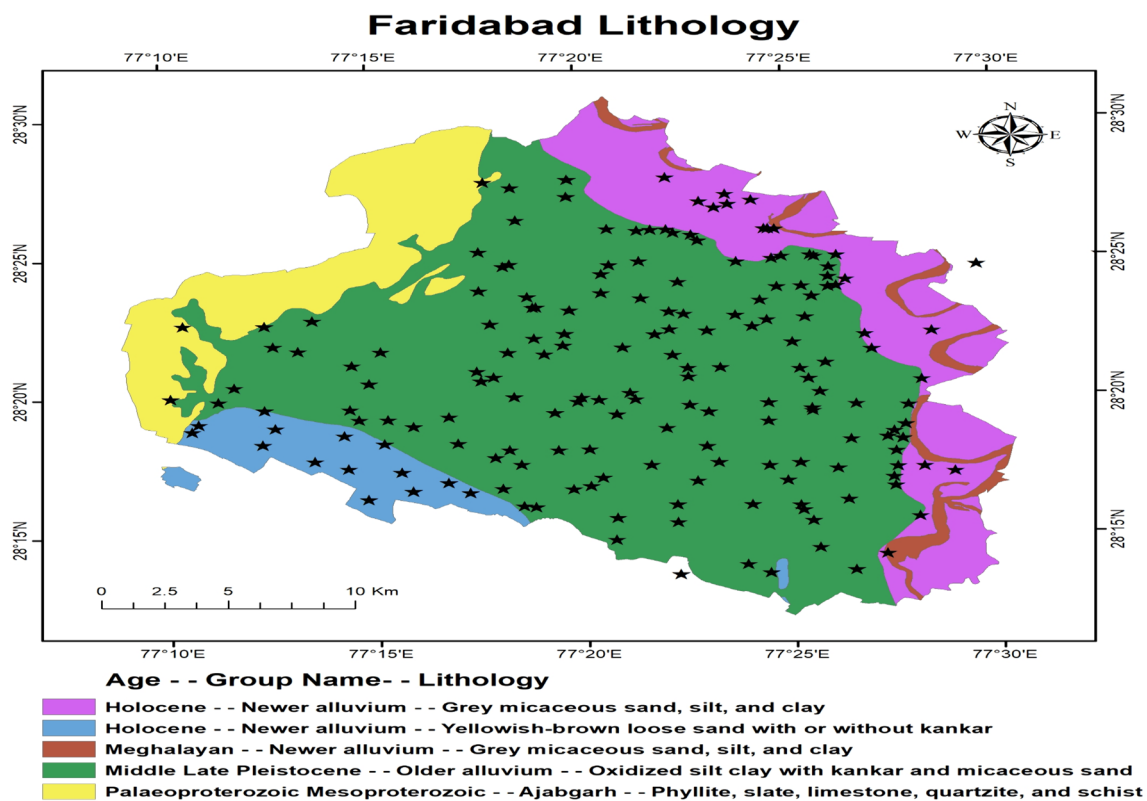 Faridabad Lithology
77°10'E 77°15'E 77°20'E 77°25'E 77°30'E
N
W E
S
28°30'N 28°30'N
28°25'N 28°25'N
28°20'N 28°20'N
28°15'N 28°15'N
0 2.5 5 10 Km
77°10'E 77°15'E 77°20'E 77°25'E 77°30'E
Age - - Group Name- - Lithology
Holocene - - Newer alluvium - - Grey micaceous sand, silt, and clay
Holocene - - Newer alluvium - - Yellowish-brown loose sand with or without kankar
Meghalayan - - Newer alluvium - - Grey micaceous sand, silt, and clay
Middle Late Pleistocene - - Older alluvium - - Oxidized silt clay with kankar and micaceous sand
Palaeoproterozoic Mesoproterozoic - - Ajabgarh - - Phyllite, slate, limestone, quartzite, and schist